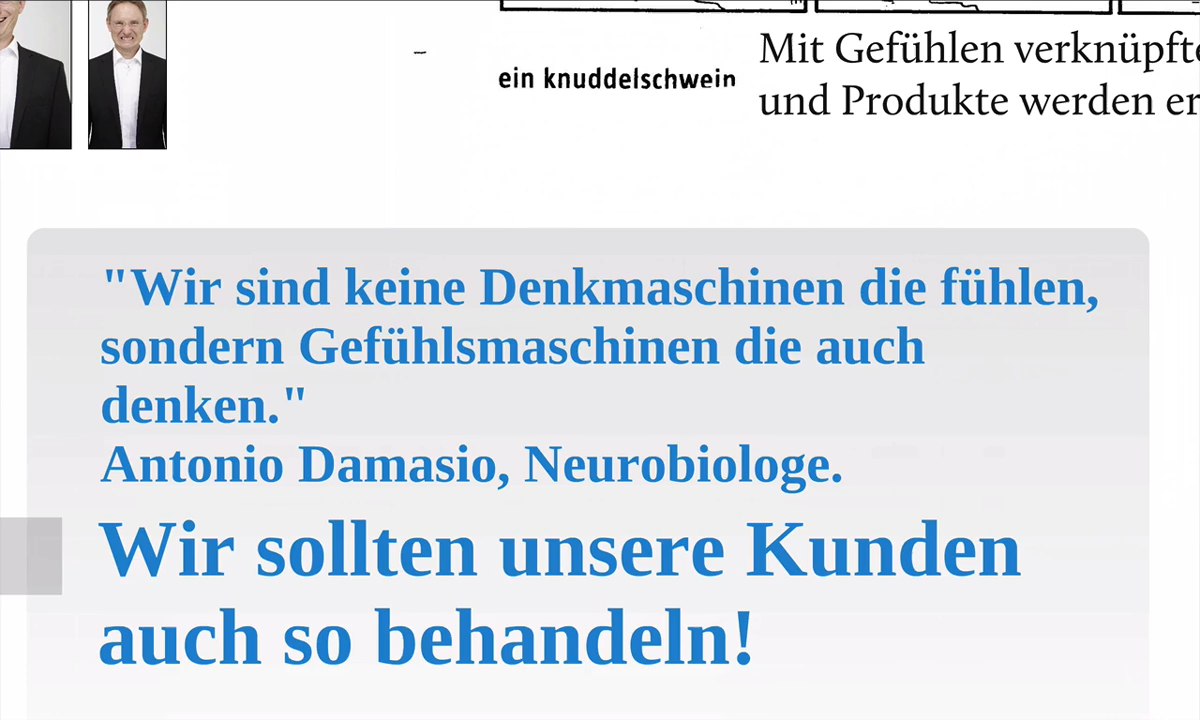 Mit Gefühlen verknüpfte
ein knuddelschwein
und Produkte werden
"Wir sind keine Denkmaschinen die fühlen,
sondern Gefühlsmaschinen die auch
denken."
Antonio Damasio, Neurobiologe.
Wir sollten unsere Kunden
auch so behandeln!